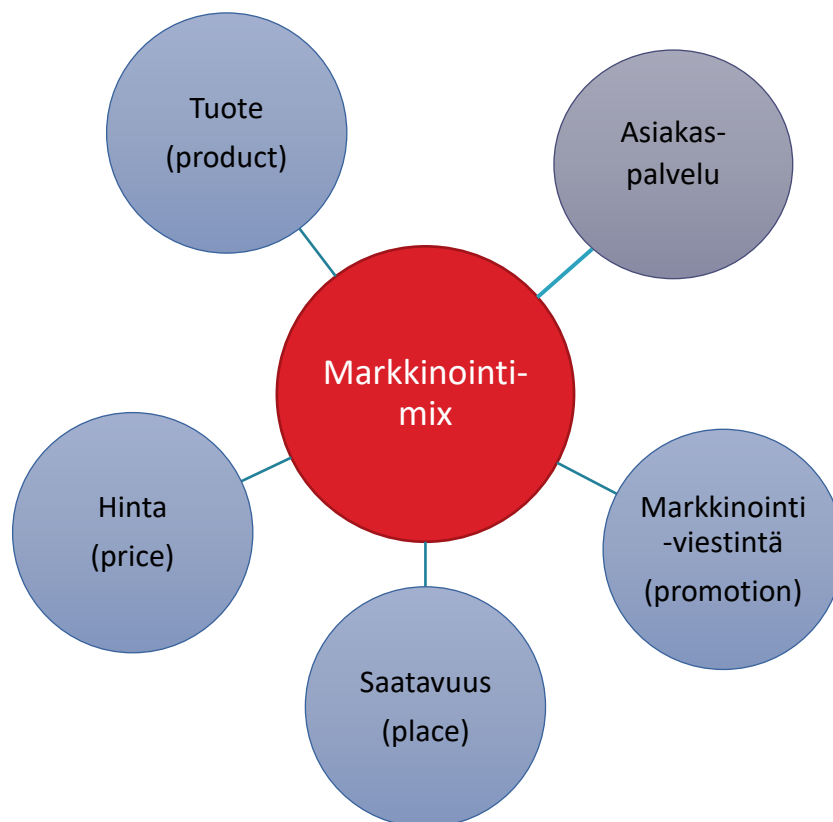 Tuote
(product)
Asiakas-
palvelu
Markkinointi-
mix
Hinta
(price)
Markkinointi
-viestintä
(promotion)
Saatavuus
(place)